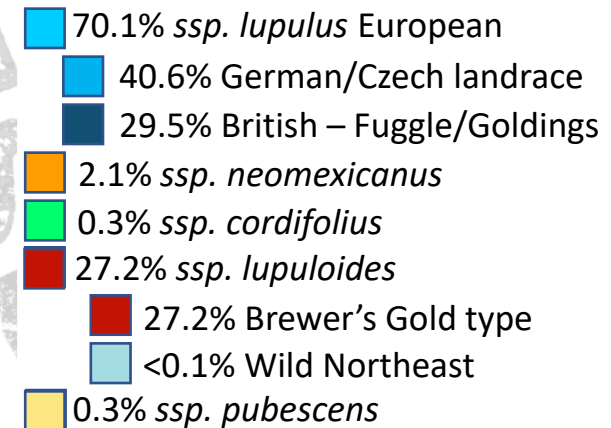 70.1% ssp. lupulus European
40.6% German/Czech landrace
29.5% British – Fuggle/Goldings
2.1% ssp. neomexicanus
0.3% ssp. cordifolius
27.2% ssp. lupuloides
27.2% Brewer’s Gold type
<0.1% Wild Northeast
0.3% ssp. pubescens